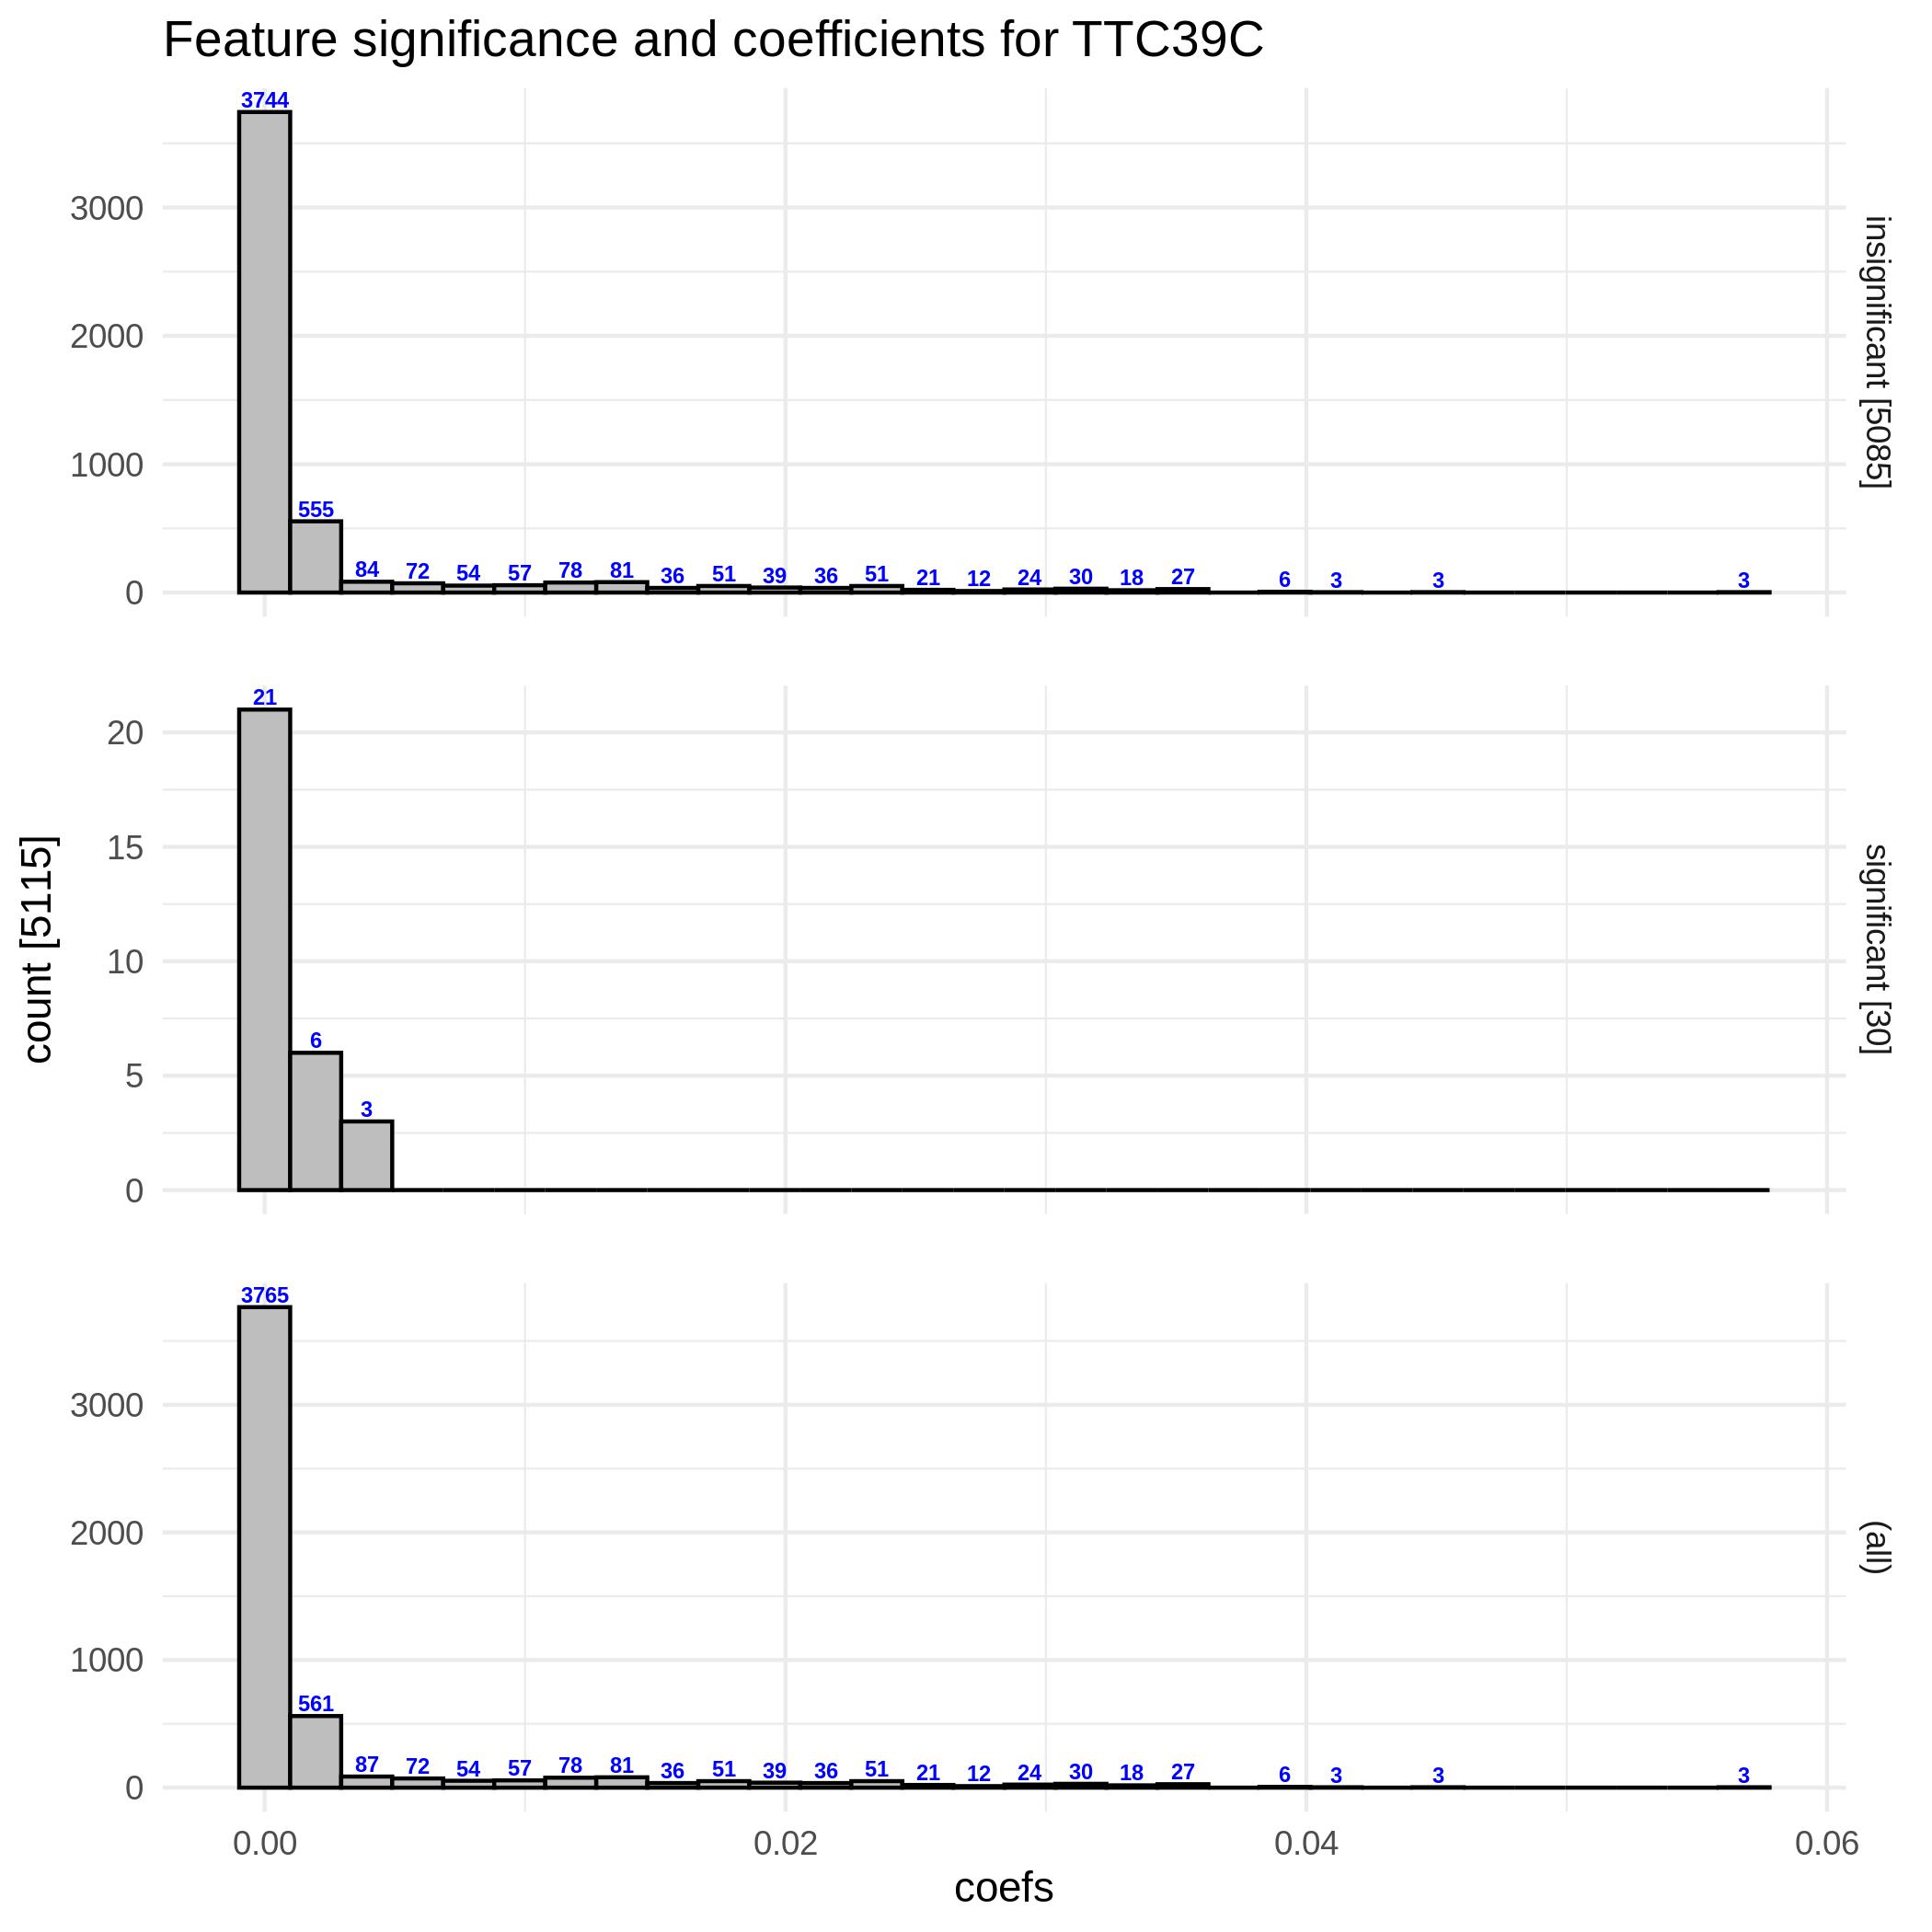 Feature significance and coefficients for TTC39C
3744
3000
2000
1000
0
555
84 72 54 57 78 81 36 51 39 36 51 21 12 24 30 18 27 6 3 3 3
insignificant [5085]
21
20
15
10
5
0
6
3
significant [30]
count [5115]
3765
3000
2000
1000
0
561
87 72 54 57 78 81 36 51 39 36 51 21 12 24 30 18 27 6 3 3 3
(all)
0.00 0.02 0.04 0.06
coefs